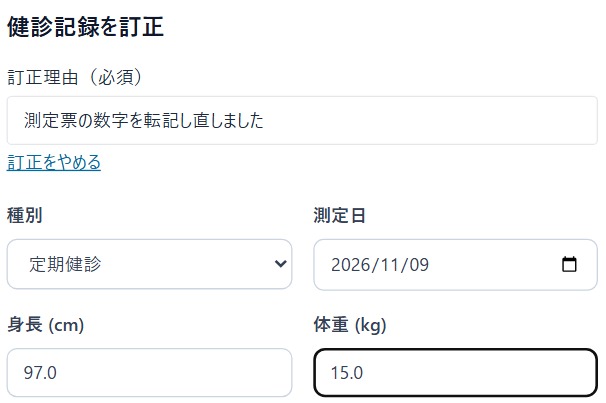 健診記録を訂正
訂正理由（必須）
測定票の数字を転記し直しました
訂正をやめる
種別
測定日
定期健診
2026/11/09
身長 (cm)
体重 (kg)
97.0
15.0